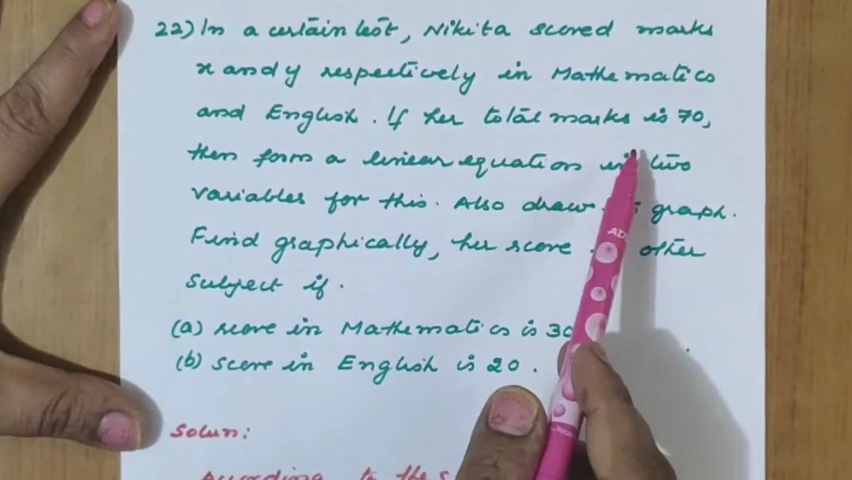 22) In a certain test, Nikita scored marks
x and y respectively in Mathematics
and English. If her total marks is 70,
then form a linear equation in two
variables for this. Also draw graph.
Find graphically, her score other
subject if.
(a) score in Mathematics is 30
(b) score in English is 20.
Solun:
According to the